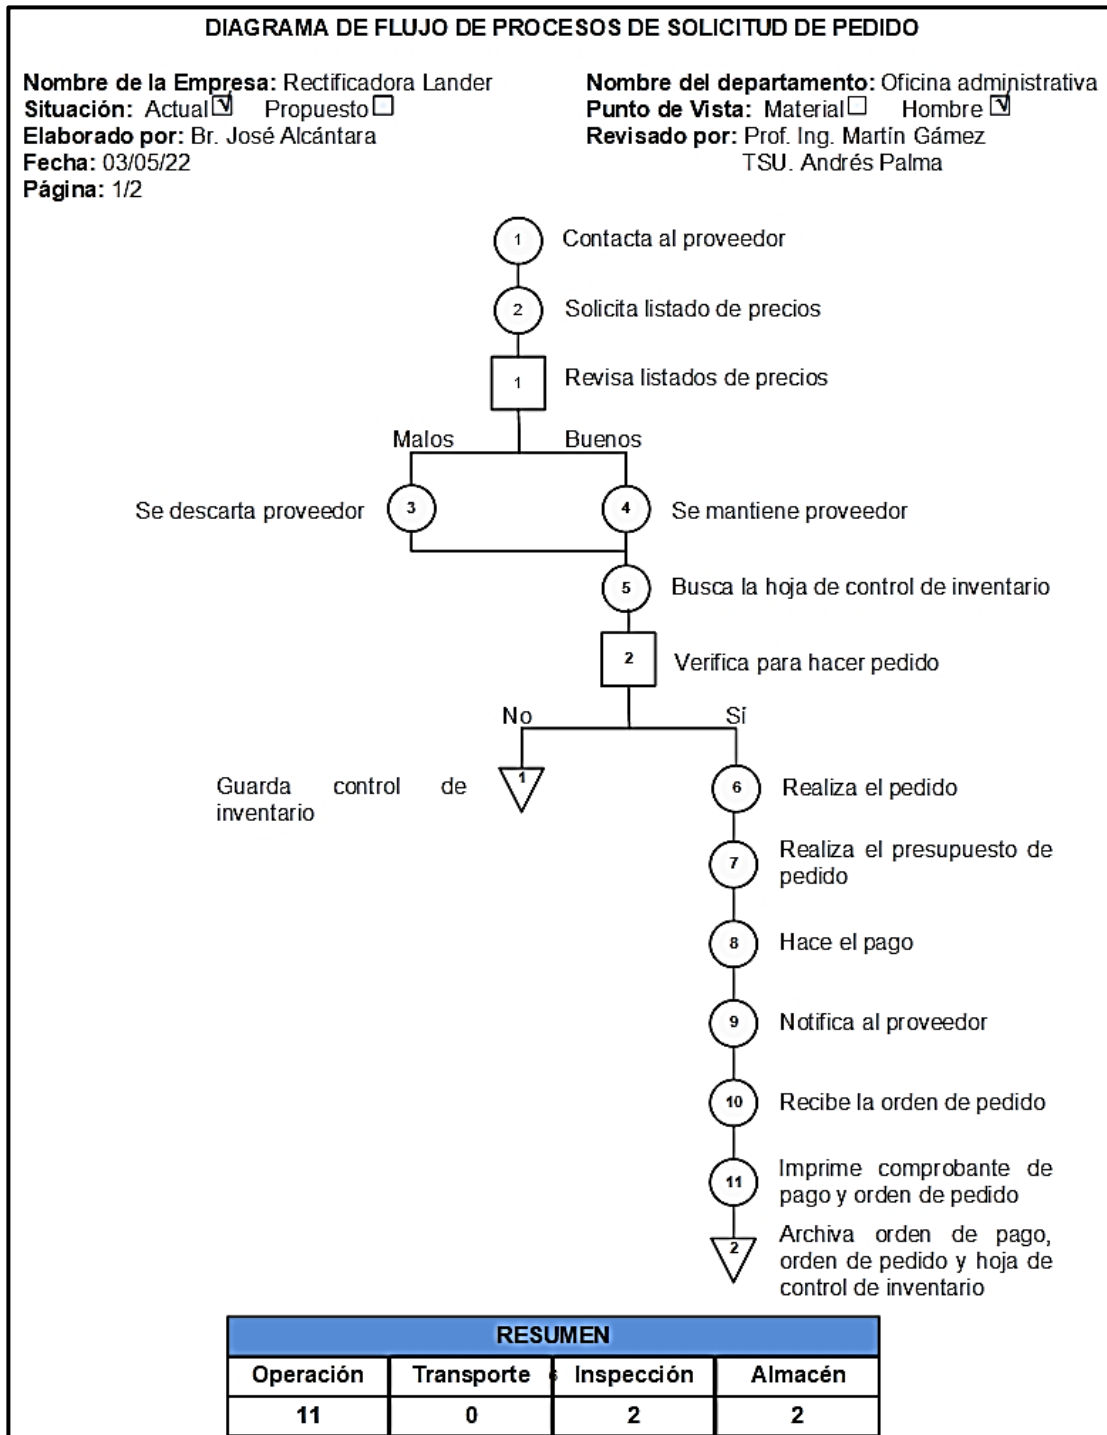 DIAGRAMA DE FLUJO DE PROCESOS DE SOLICITUD DE PEDIDO
Nombre de la Empresa: Rectificadora Lander
Situación: Actual☑ Propuesto☐
Elaborado por: Br. José Alcántara
Fecha: 03/05/22
Página: 1/2
Nombre del departamento: Oficina administrativa
Punto de Vista: Material☐ Hombre ☑
Revisado por: Prof. Ing. Martín Gámez
TSU. Andrés Palma
1 Contacta al proveedor
2 Solicita listado de precios
1 Revisa listados de precios
Malos Buenos
Se descarta proveedor 3
4 Se mantiene proveedor
5 Busca la hoja de control de inventario
2 Verifica para hacer pedido
No Sí
Guarda control de 1
inventario
6 Realiza el pedido
7 Realiza el presupuesto de
pedido
8 Hace el pago
9 Notifica al proveedor
10 Recibe la orden de pedido
11 Imprime comprobante de
pago y orden de pedido
2 Archiva orden de pago,
orden de pedido y hoja de
control de inventario
RESUMEN
Operación Transporte Inspección Almacén
11 0 2 2